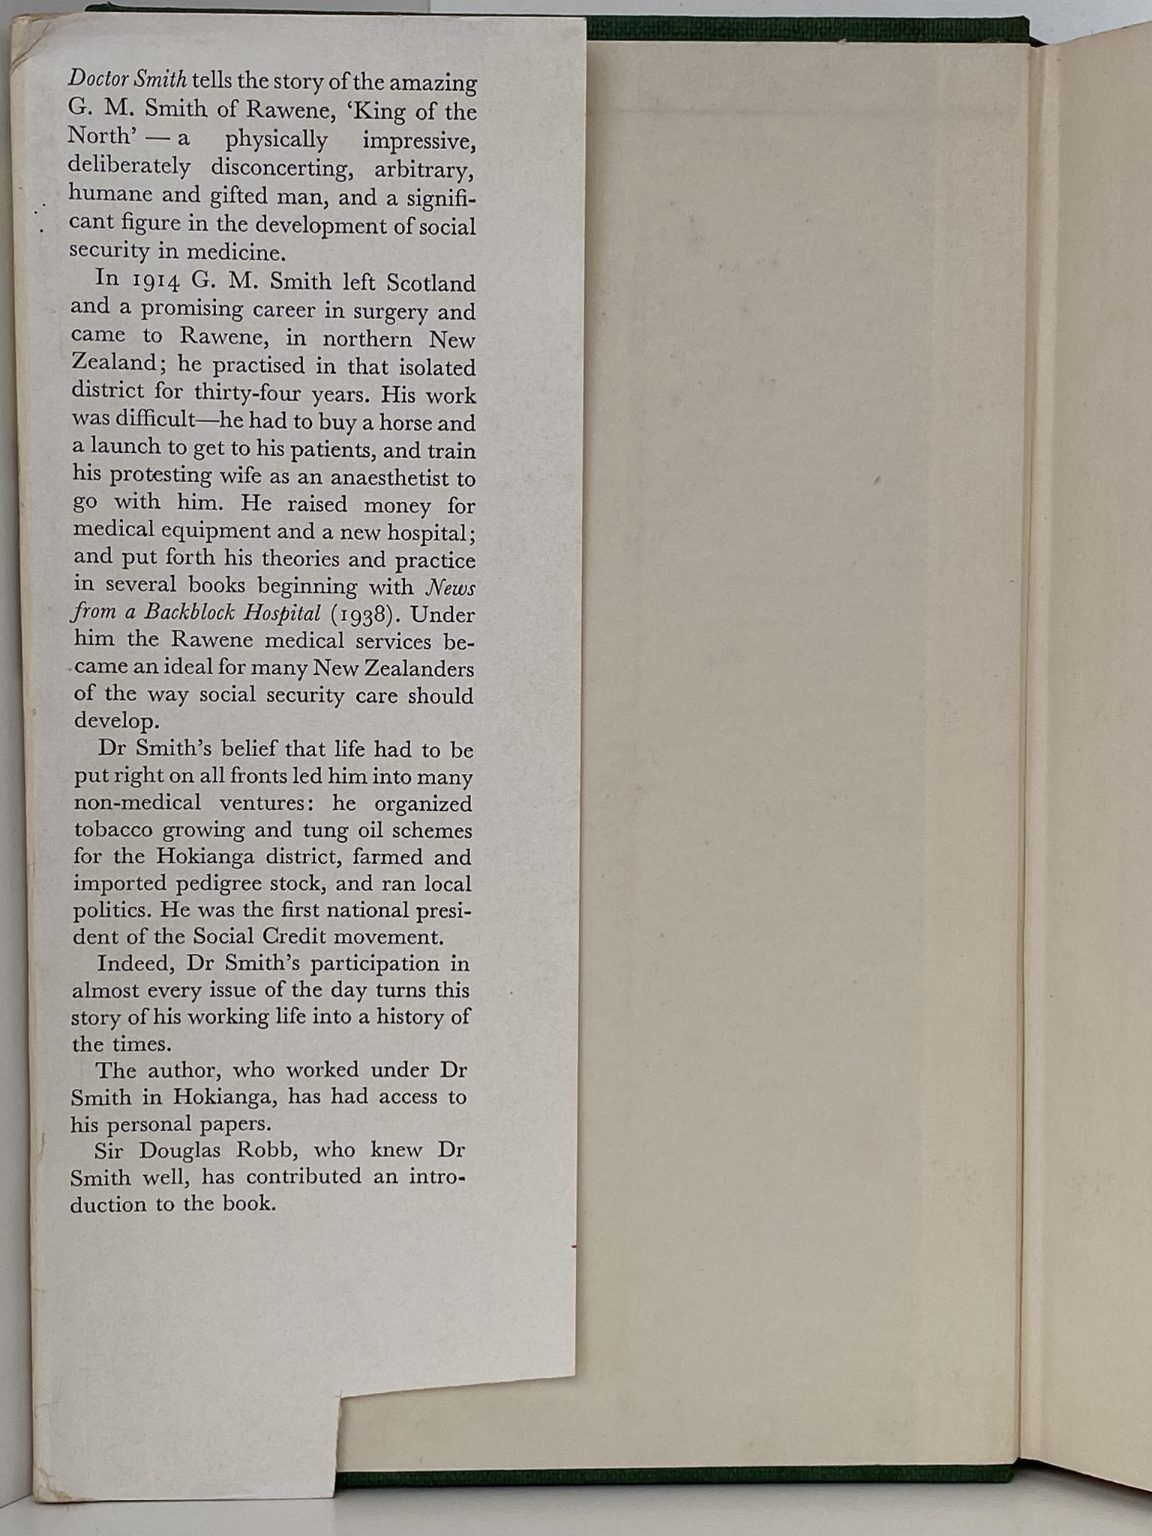 Doctor Smith tells the story of the amazing
G. M. Smith of Rawene, ‘King of the
North’ — a physically impressive,
deliberately disconcerting, arbitrary,
humane and gifted man, and a signifi-
cant figure in the development of social
security in medicine.
In 1914 G. M. Smith left Scotland
and a promising career in surgery and
came to Rawene, in northern New
Zealand; he practised in that isolated
district for thirty-four years. His work
was difficult—he had to buy a horse and
a launch to get to his patients, and train
his protesting wife as an anaesthetist to
go with him. He raised money for
medical equipment and a new hospital;
and put forth his theories and practice
in several books beginning with News
from a Backblock Hospital (1938). Under
him the Rawene medical services be-
came an ideal for many New Zealanders
of the way social security care should
develop.
Dr Smith’s belief that life had to be
put right on all fronts led him into many
non-medical ventures: he organized
tobacco growing and tung oil schemes
for the Hokianga district, farmed and
imported pedigree stock, and ran local
politics. He was the first national presi-
dent of the Social Credit movement.
Indeed, Dr Smith’s participation in
almost every issue of the day turns this
story of his working life into a history of
the times.
The author, who worked under Dr
Smith in Hokianga, has had access to
his personal papers.
Sir Douglas Robb, who knew Dr
Smith well, has contributed an intro-
duction to the book.